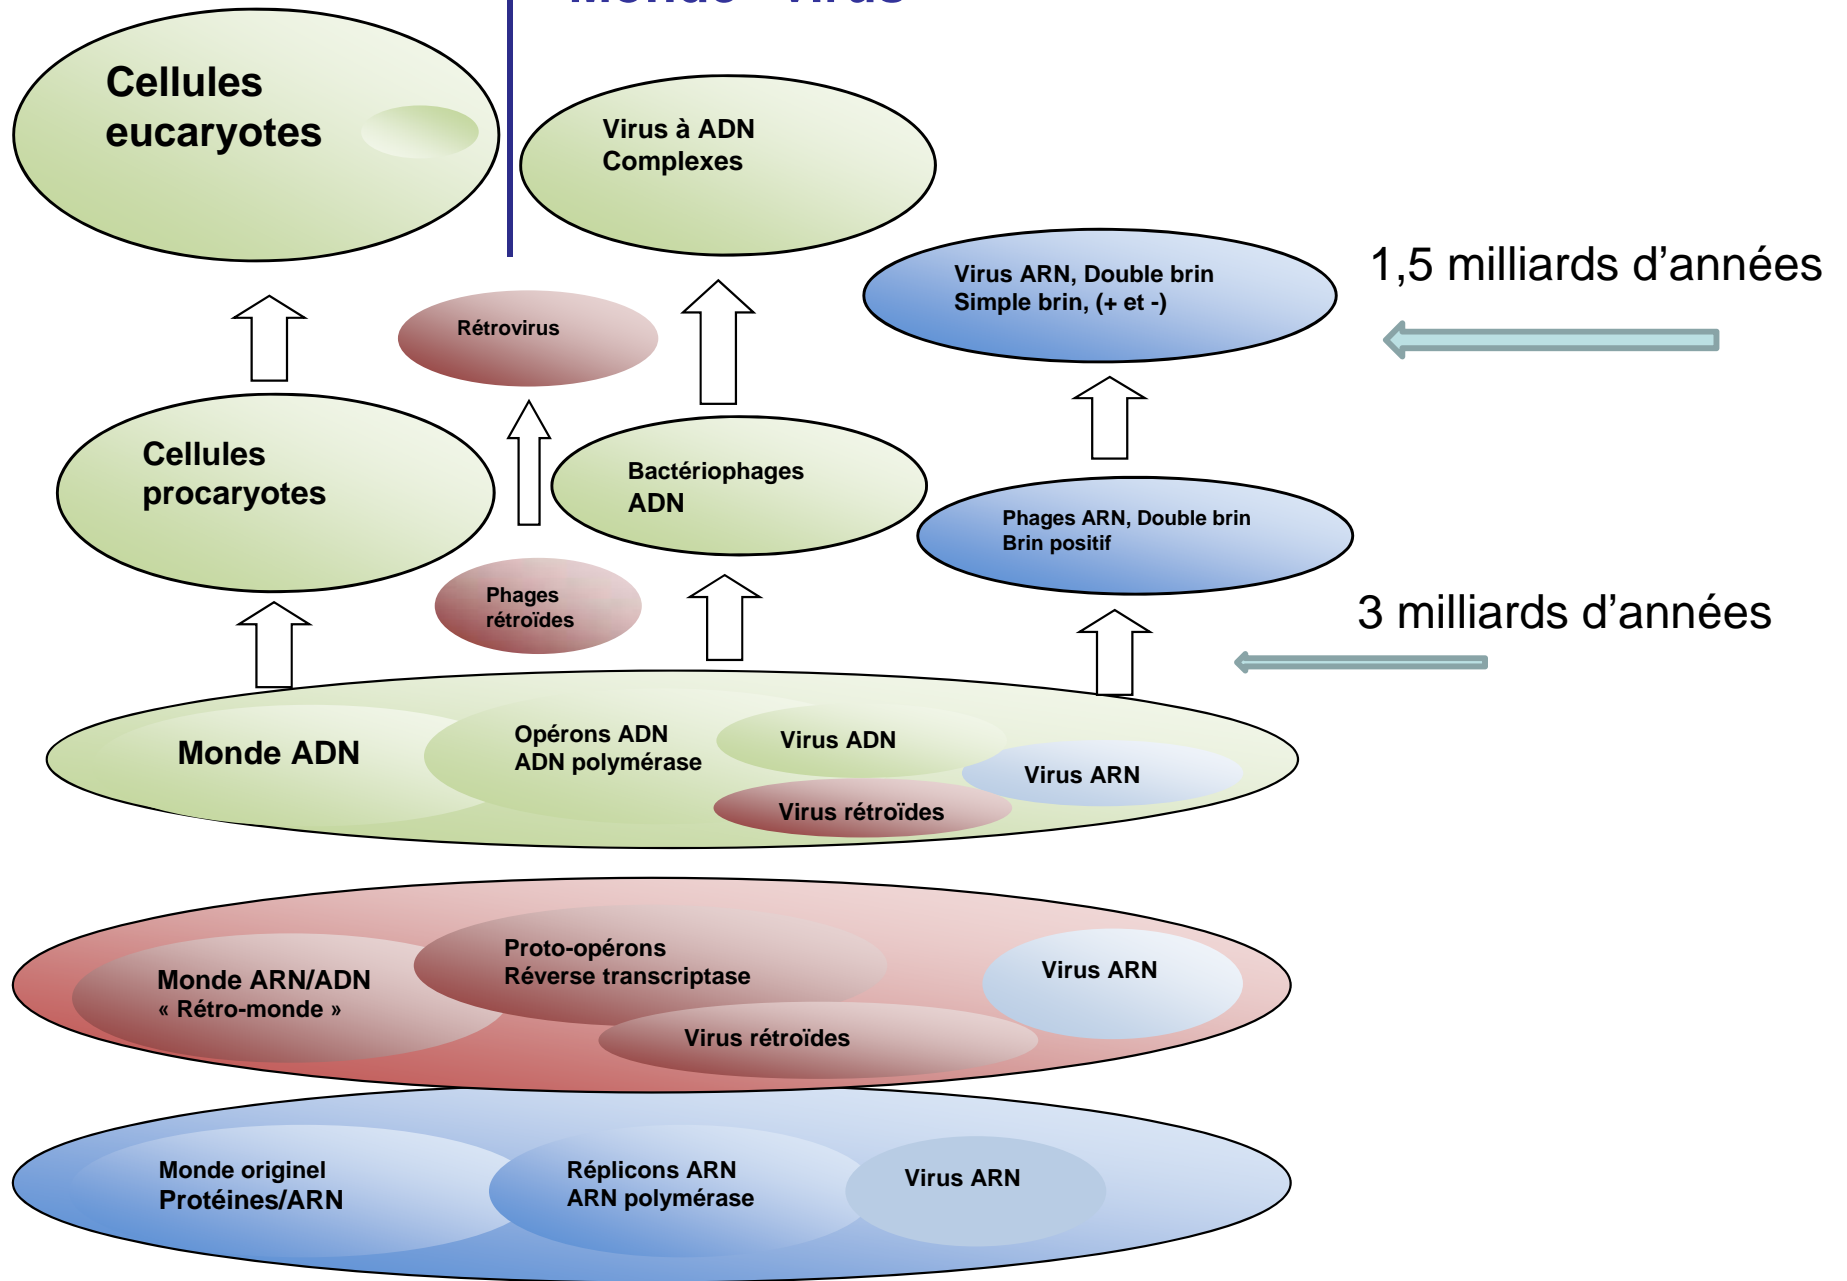 Cellules
eucaryotes
Virus à ADN
Complexes
Virus ARN, Double brin
Simple brin, (+ et -)
1,5 milliards d’années
Rétrovirus
Cellules
procaryotes
Bactériophages
ADN
Phages ARN, Double brin
Brin positif
Phages
rétroïdes
3 milliards d’années
Monde ADN
Opérons ADN
ADN polymérase
Virus ADN
Virus ARN
Virus rétroïdes
Monde ARN/ADN
« Rétro-monde »
Proto-opérons
Réverse transcriptase
Virus ARN
Virus rétroïdes
Monde originel
Protéines/ARN
Réplicons ARN
ARN polymérase
Virus ARN